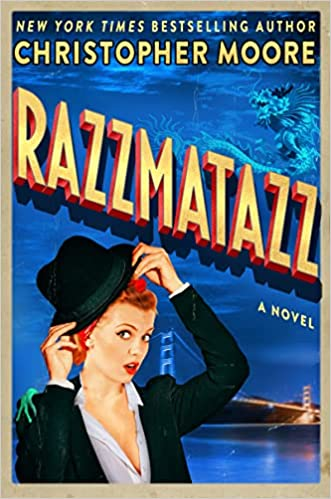 NEW YORK TIMES BESTSELLING AUTHOR
CHRISTOPHER MOORE
RAZZMATAZZ
A NOVEL